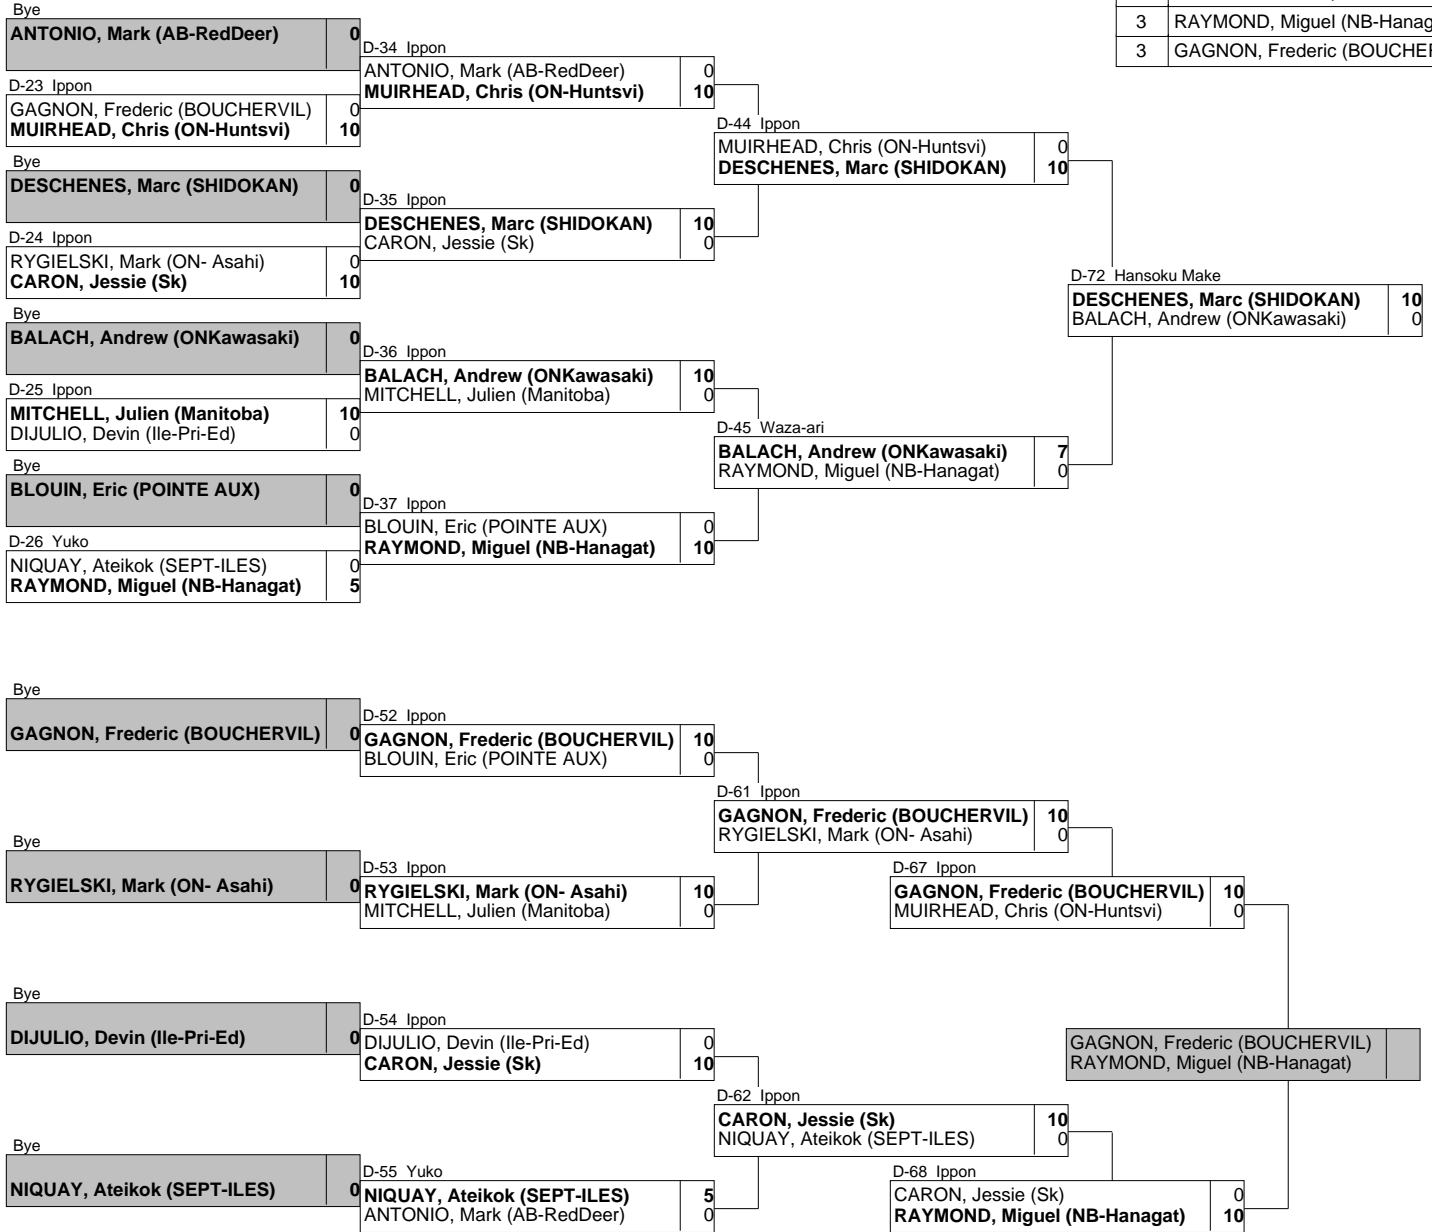 Bye
ANTONIO, Mark (AB-RedDeer) 0
D-23 Ippon
GAGNON, Frederic (BOUCHERVIL) 0
MUIRHEAD, Chris (ON-Huntsvi) 10
Bye
DESCHENES, Marc (SHIDOKAN) 0
D-24 Ippon
RYGIELSKI, Mark (ON- Asahi) 0
CARON, Jessie (Sk) 10
Bye
BALACH, Andrew (ONKawasaki) 0
D-25 Ippon
MITCHELL, Julien (Manitoba) 10
DIJULIO, Devin (Ile-Pri-Ed) 0
Bye
BLOUIN, Eric (POINTE AUX) 0
D-26 Yuko
NIQUAY, Ateikok (SEPT-ILES) 0
RAYMOND, Miguel (NB-Hanagat) 5
D-34 Ippon
ANTONIO, Mark (AB-RedDeer) 0
MUIRHEAD, Chris (ON-Huntsvi) 10
D-35 Ippon
DESCHENES, Marc (SHIDOKAN) 10
CARON, Jessie (Sk) 0
D-36 Ippon
BALACH, Andrew (ONKawasaki) 10
MITCHELL, Julien (Manitoba) 0
D-37 Ippon
BLOUIN, Eric (POINTE AUX) 0
RAYMOND, Miguel (NB-Hanagat) 10
D-44 Ippon
MUIRHEAD, Chris (ON-Huntsvi) 0
DESCHENES, Marc (SHIDOKAN) 10
D-45 Waza-ari
BALACH, Andrew (ONKawasaki) 7
RAYMOND, Miguel (NB-Hanagat) 0
D-72 Hansoku Make
DESCHENES, Marc (SHIDOKAN) 10
BALACH, Andrew (ONKawasaki) 0
3 RAYMOND, Miguel (NB-Hanag
3 GAGNON, Frederic (BOUCHE
Bye
GAGNON, Frederic (BOUCHERVIL) 0
Bye
RYGIELSKI, Mark (ON- Asahi) 0
Bye
DIJULIO, Devin (Ile-Pri-Ed) 0
Bye
NIQUAY, Ateikok (SEPT-ILES) 0
D-52 Ippon
GAGNON, Frederic (BOUCHERVIL) 10
BLOUIN, Eric (POINTE AUX) 0
D-53 Ippon
RYGIELSKI, Mark (ON- Asahi) 10
MITCHELL, Julien (Manitoba) 0
D-54 Ippon
DIJULIO, Devin (Ile-Pri-Ed) 0
CARON, Jessie (Sk) 10
D-55 Yuko
NIQUAY, Ateikok (SEPT-ILES) 5
ANTONIO, Mark (AB-RedDeer) 0
D-61 Ippon
GAGNON, Frederic (BOUCHERVIL) 10
RYGIELSKI, Mark (ON- Asahi) 0
D-62 Ippon
CARON, Jessie (Sk) 10
NIQUAY, Ateikok (SEPT-ILES) 0
D-67 Ippon
GAGNON, Frederic (BOUCHERVIL) 10
MUIRHEAD, Chris (ON-Huntsvi) 0
D-68 Ippon
CARON, Jessie (Sk) 0
RAYMOND, Miguel (NB-Hanagat) 10
GAGNON, Frederic (BOUCHERVIL)
RAYMOND, Miguel (NB-Hanagat)